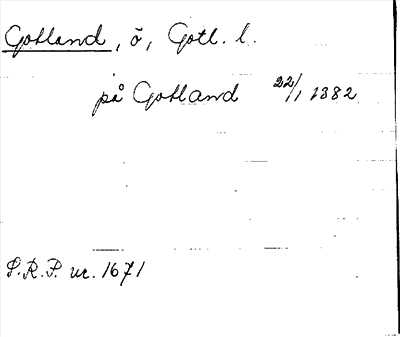 Gotland, ö, Gotl. l.
på Gotland 22/1 1382
S.R.P. nr. 1671